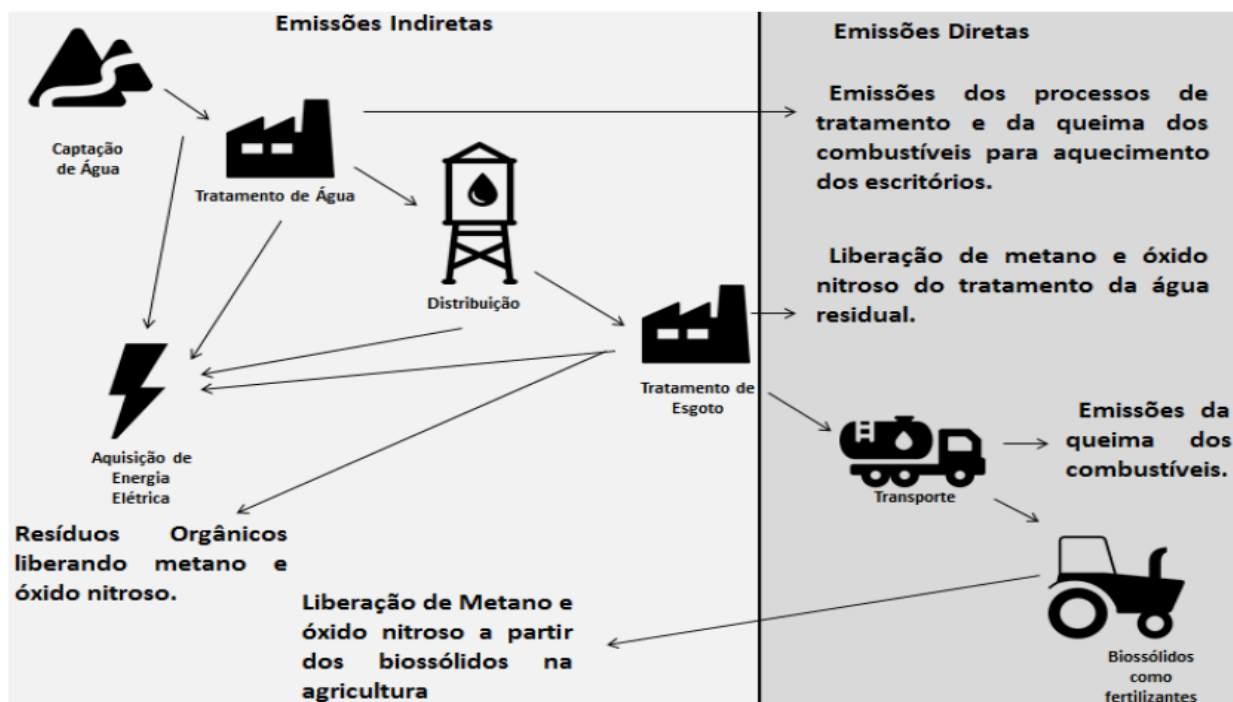 Emissões Indiretas
Emissões Diretas
Captação
de Água
Tratamento de Água
Distribuição
Tratamento de
Esgoto
Aquisição de
Energia
Elétrica
Resíduos Orgânicos
liberando metano e
óxido nitroso.
Liberação de Metano e
óxido nitroso a partir
dos biossólidos na
agricultura
Emissões dos processos de
tratamento e da queima dos
combustíveis para aquecimento
dos escritórios.
Liberação de metano e óxido
nitroso do tratamento da água
residual.
Emissões da
queima dos
combustíveis.
Transporte
Biossólidos
como
fertilizantes